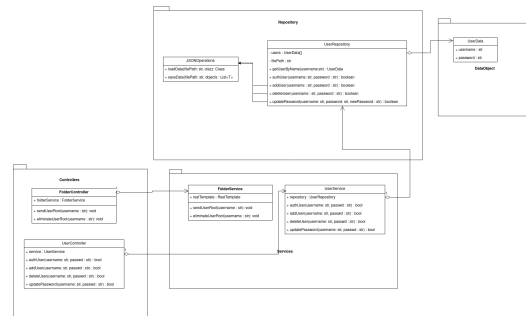 Repository
UserRepository
- users : UserData[]
- filePath : str
+ getUserByName(username:str) : UserData
+ authUser(username: str, password : str) : boolean
+ addUser(username : str, password : str) : boolean
+ deleteUser(username : str, password : str) : boolean
+ updatePassword(username: str, password: str, newPassword: str) : boolean
JSONOperations
+ loadData(filePath: str, clazz: Class
+ saveData(filePath: str, objects : List<T>
UserData
+ username : str
+ password : str
DataObject
Controllers
FolderController
+ folderService : FolderService
+ sendUserRoot(username : str): void
+ eliminateUserRoot(username : str): void
UserController
+ service : UserService
+ authUser(username: str, passwd : str) : bool
+ addUser(username: str, passwd : str) : bool
+ deleteUser(username: str, passwd : str) : bool
+ updatePassword(username: str, passwd : str) : bool
FolderService
+ restTemplate : RestTemplate
+ sendUserRoot(username : str): void
+ eliminateUserRoot(username : str): void
UserService
+ repository : UserRepository
+ authUser(username: str, passwd : str) : bool
+ addUser(username: str, passwd : str) : bool
+ deleteUser(username: str, passwd : str) : bool
+ updatePassword(username: str, passwd : str) : bool
Services